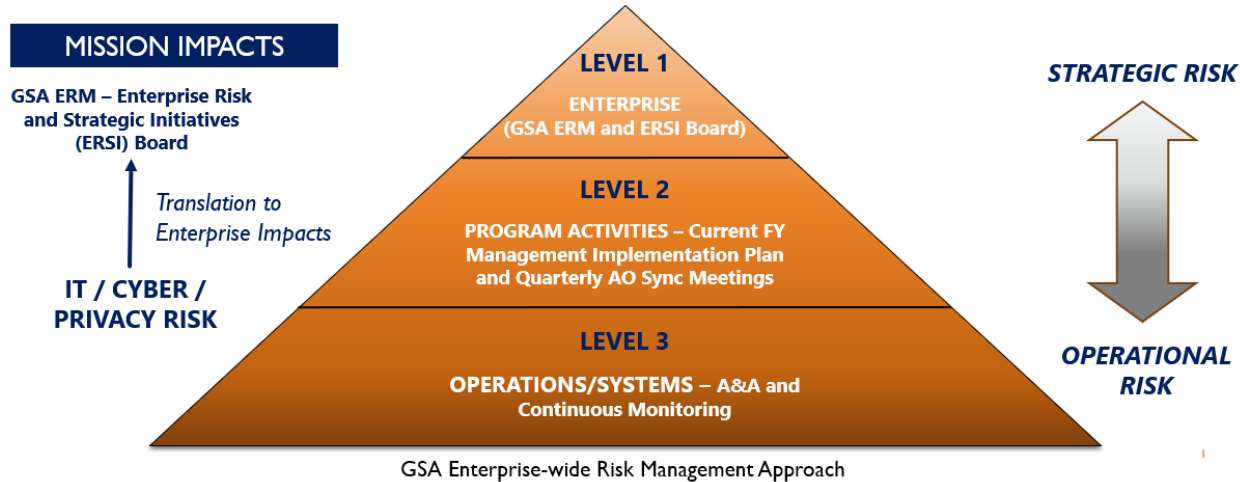 MISSION IMPACTS
GSA ERM – Enterprise Risk
and Strategic Initiatives
(ERSI) Board
Translation to
Enterprise Impacts
IT / CYBER /
PRIVACY RISK
LEVEL 1
ENTERPRISE
(GSA ERM and ERSI Board)
LEVEL 2
PROGRAM ACTIVITIES – Current FY
Management Implementation Plan
and Quarterly AO Sync Meetings
LEVEL 3
OPERATIONS/SYSTEMS – A&A and
Continuous Monitoring
STRATEGIC RISK
OPERATIONAL
RISK
GSA Enterprise-wide Risk Management Approach